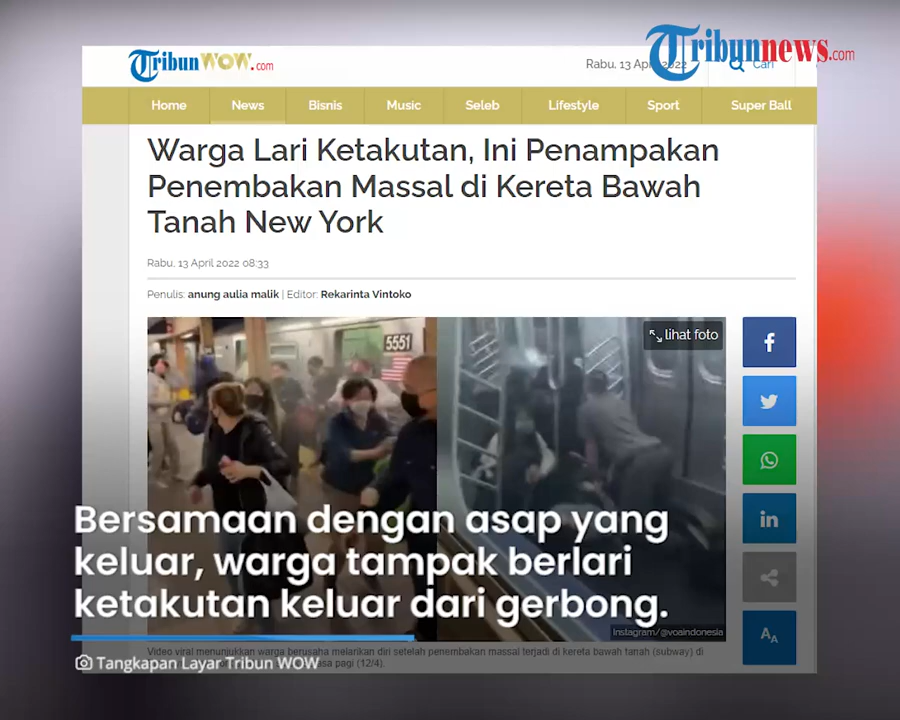 TribunWOW.com
Tribunnews.com
Rabu, 13 April 2022
Cari
Home News Bisnis Music Seleb Lifestyle Sport Super Ball
Warga Lari Ketakutan, Ini Penampakan
Penembakan Massal di Kereta Bawah
Tanah New York
Rabu, 13 April 2022 08:33
Penulis: anung aulia malik | Editor: Rekarinta Vintoko
lihat foto
5551
Bersamaan dengan asap yang
keluar, warga tampak berlari
ketakutan keluar dari gerbong.
Instagram/@voaindonesia
Video viral menunjukkan warga berusaha melarikan diri setelah penembakan massal terjadi di kereta bawah tanah (subway) di
pagi (12/4).
Tangkapan Layar Tribun WOW
f
in
AA